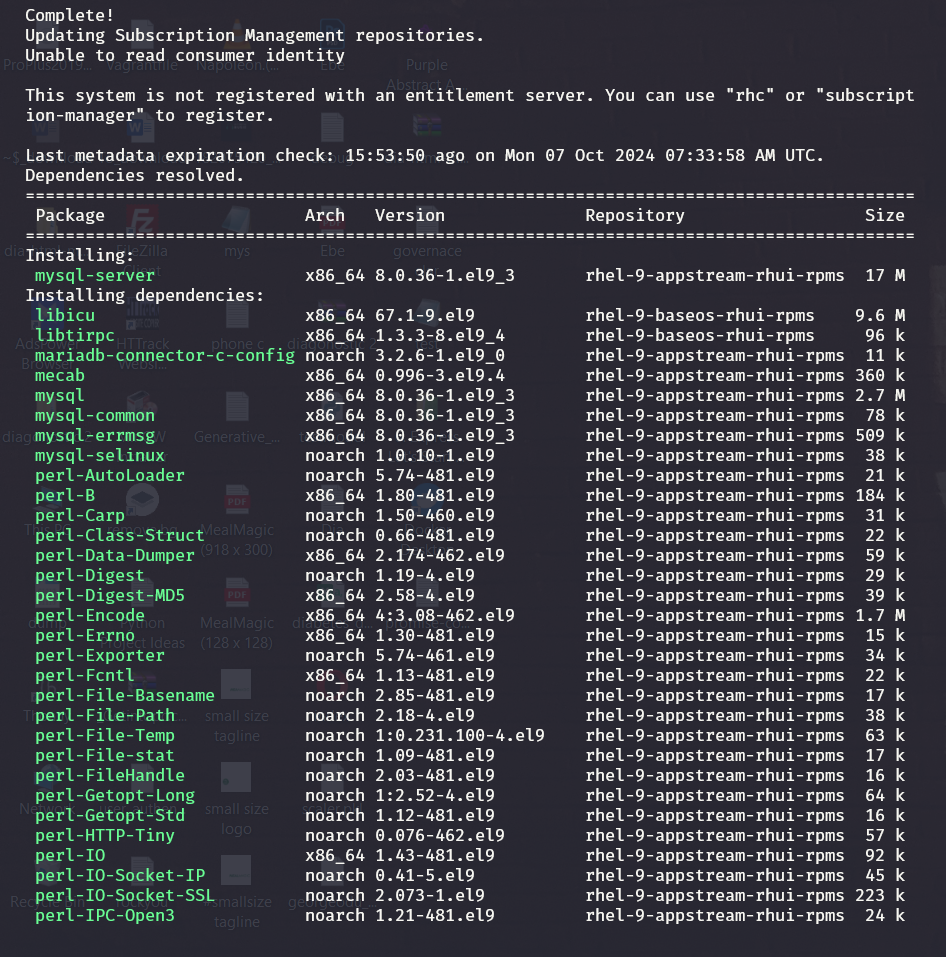 Complete!
Updating Subscription Management repositories.
Unable to read consumer identity

This system is not registered with an entitlement server. You can use "rhc" or "subscript
ion-manager" to register.

Last metadata expiration check: 15:53:50 ago on Mon 07 Oct 2024 07:33:58 AM UTC.
Dependencies resolved.
=========================================================================================
 Package                   Arch   Version              Repository                   Size
=========================================================================================
Installing:
 mysql-server               x86_64 8.0.36-1.el9_3       rhel-9-appstream-rhui-rpms  17 M
Installing dependencies:
 libicu                     x86_64 67.1-9.el9           rhel-9-baseos-rhui-rpms    9.6 M
 libtirpc                   x86_64 1.3.3-8.el9_4        rhel-9-baseos-rhui-rpms     96 k
 mariadb-connector-c-config noarch 3.2.6-1.el9_0        rhel-9-appstream-rhui-rpms  11 k
 mecab                      x86_64 0.996-3.el9.4        rhel-9-appstream-rhui-rpms 360 k
 mysql                      x86_64 8.0.36-1.el9_3       rhel-9-appstream-rhui-rpms 2.7 M
 mysql-common               x86_64 8.0.36-1.el9_3       rhel-9-appstream-rhui-rpms  78 k
 mysql-errmsg               x86_64 8.0.36-1.el9_3       rhel-9-appstream-rhui-rpms 509 k
 mysql-selinux              noarch 1.0.10-1.el9         rhel-9-appstream-rhui-rpms  38 k
 perl-AutoLoader            noarch 5.74-481.el9         rhel-9-appstream-rhui-rpms  21 k
 perl-B                     x86_64 1.80-481.el9         rhel-9-appstream-rhui-rpms 184 k
 perl-Carp                  noarch 1.50-460.el9         rhel-9-appstream-rhui-rpms  31 k
 perl-Class-Struct          noarch 0.66-481.el9         rhel-9-appstream-rhui-rpms  22 k
 perl-Data-Dumper           x86_64 2.174-462.el9        rhel-9-appstream-rhui-rpms  59 k
 perl-Digest                noarch 1.19-4.el9           rhel-9-appstream-rhui-rpms  29 k
 perl-Digest-MD5            x86_64 2.58-4.el9           rhel-9-appstream-rhui-rpms  39 k
 perl-Encode                x86_64 4:3.08-462.el9       rhel-9-appstream-rhui-rpms 1.7 M
 perl-Errno                 x86_64 1.30-481.el9         rhel-9-appstream-rhui-rpms  15 k
 perl-Exporter              noarch 5.74-461.el9         rhel-9-appstream-rhui-rpms  34 k
 perl-Fcntl                 x86_64 1.13-481.el9         rhel-9-appstream-rhui-rpms  22 k
 perl-File-Basename         noarch 2.85-481.el9         rhel-9-appstream-rhui-rpms  17 k
 perl-File-Path             noarch 2.18-4.el9           rhel-9-appstream-rhui-rpms  38 k
 perl-File-Temp             noarch 1:0.231.100-4.el9    rhel-9-appstream-rhui-rpms  63 k
 perl-File-stat             noarch 1.09-481.el9         rhel-9-appstream-rhui-rpms  17 k
 perl-FileHandle            noarch 2.03-481.el9         rhel-9-appstream-rhui-rpms  16 k
 perl-Getopt-Long           noarch 1:2.52-4.el9         rhel-9-appstream-rhui-rpms  64 k
 perl-Getopt-Std            noarch 1.12-481.el9         rhel-9-appstream-rhui-rpms  16 k
 perl-HTTP-Tiny             noarch 0.076-462.el9        rhel-9-appstream-rhui-rpms  57 k
 perl-IO                    x86_64 1.43-481.el9         rhel-9-appstream-rhui-rpms  92 k
 perl-IO-Socket-IP          noarch 0.41-5.el9           rhel-9-appstream-rhui-rpms  45 k
 perl-IO-Socket-SSL         noarch 2.073-1.el9          rhel-9-appstream-rhui-rpms 223 k
 perl-IPC-Open3             noarch 1.21-481.el9         rhel-9-appstream-rhui-rpms  24 k